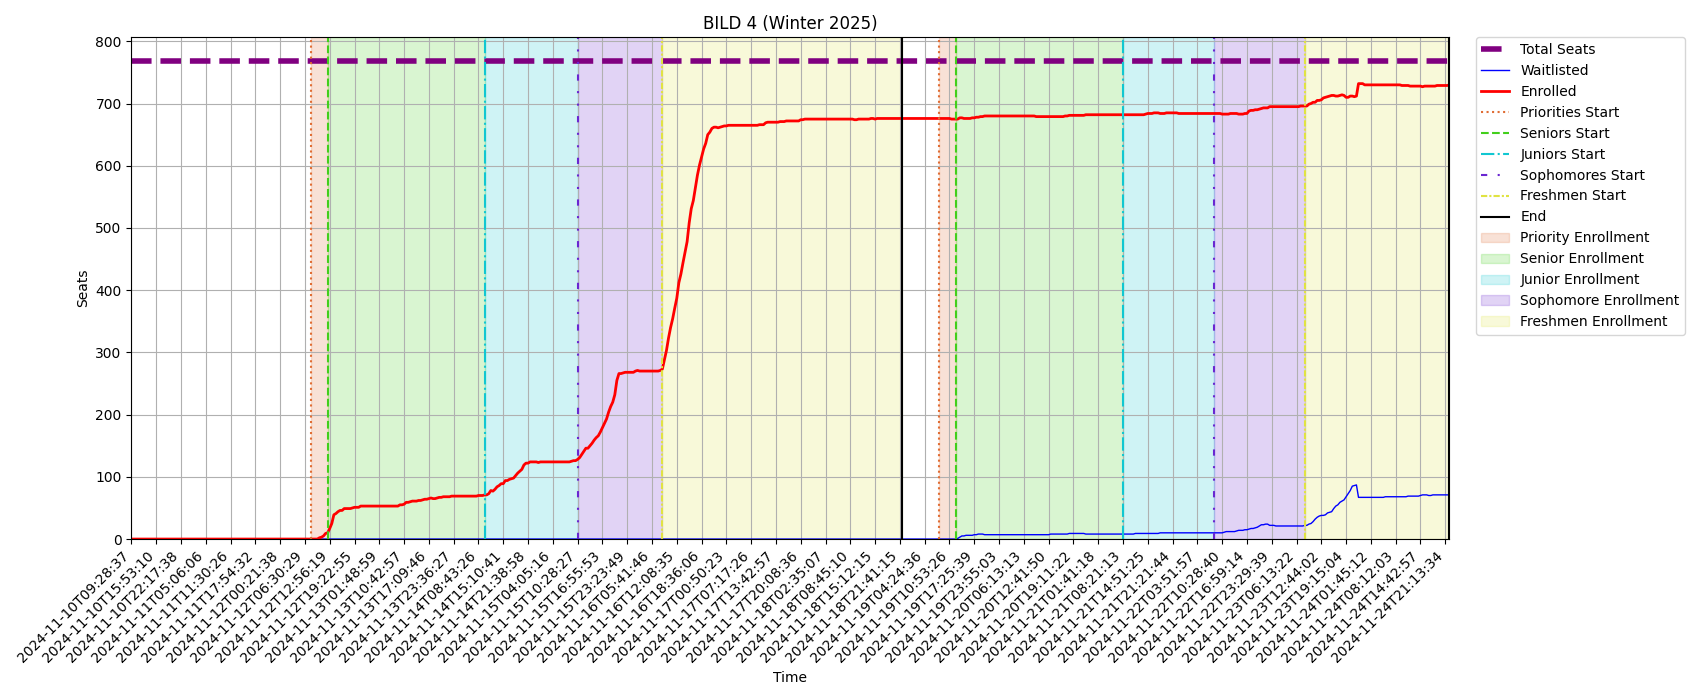 BILD 4 (Winter 2025)
800
700
600
500
400
300
200
100
0
Seats
2024-11-10T09:28:37
2024-11-10T15:53:10
2024-11-10T22:17:38
2024-11-11T05:06:06
2024-11-11T11:30:26
2024-11-11T17:54:32
2024-11-12T00:21:38
2024-11-12T06:30:29
2024-11-12T12:56:19
2024-11-12T19:22:55
2024-11-13T01:48:59
2024-11-13T10:42:57
2024-11-13T17:09:46
2024-11-13T23:36:27
2024-11-14T08:43:26
2024-11-14T15:10:41
2024-11-14T21:38:58
2024-11-15T04:05:16
2024-11-15T10:28:27
2024-11-15T16:55:53
2024-11-15T23:23:49
2024-11-16T05:41:46
2024-11-16T12:08:35
2024-11-16T18:36:06
2024-11-17T00:50:23
2024-11-17T07:17:26
2024-11-17T13:42:57
2024-11-17T20:08:36
2024-11-18T02:35:07
2024-11-18T08:45:10
2024-11-18T15:12:15
2024-11-18T21:41:15
2024-11-19T04:24:36
2024-11-19T10:53:26
2024-11-19T17:25:39
2024-11-19T23:55:03
2024-11-20T06:13:13
2024-11-20T12:41:50
2024-11-20T19:11:22
2024-11-21T01:41:18
2024-11-21T08:21:13
2024-11-21T14:51:25
2024-11-21T21:21:44
2024-11-22T03:51:57
2024-11-22T10:28:40
2024-11-22T16:59:14
2024-11-22T23:29:39
2024-11-23T06:13:22
2024-11-23T12:44:02
2024-11-23T19:15:04
2024-11-24T01:45:12
2024-11-24T08:12:03
2024-11-24T14:42:57
2024-11-24T21:13:34
Time
Total Seats
Waitlisted
Enrolled
Priorities Start
Seniors Start
Juniors Start
Sophomores Start
Freshmen Start
End
Priority Enrollment
Senior Enrollment
Junior Enrollment
Sophomore Enrollment
Freshmen Enrollment